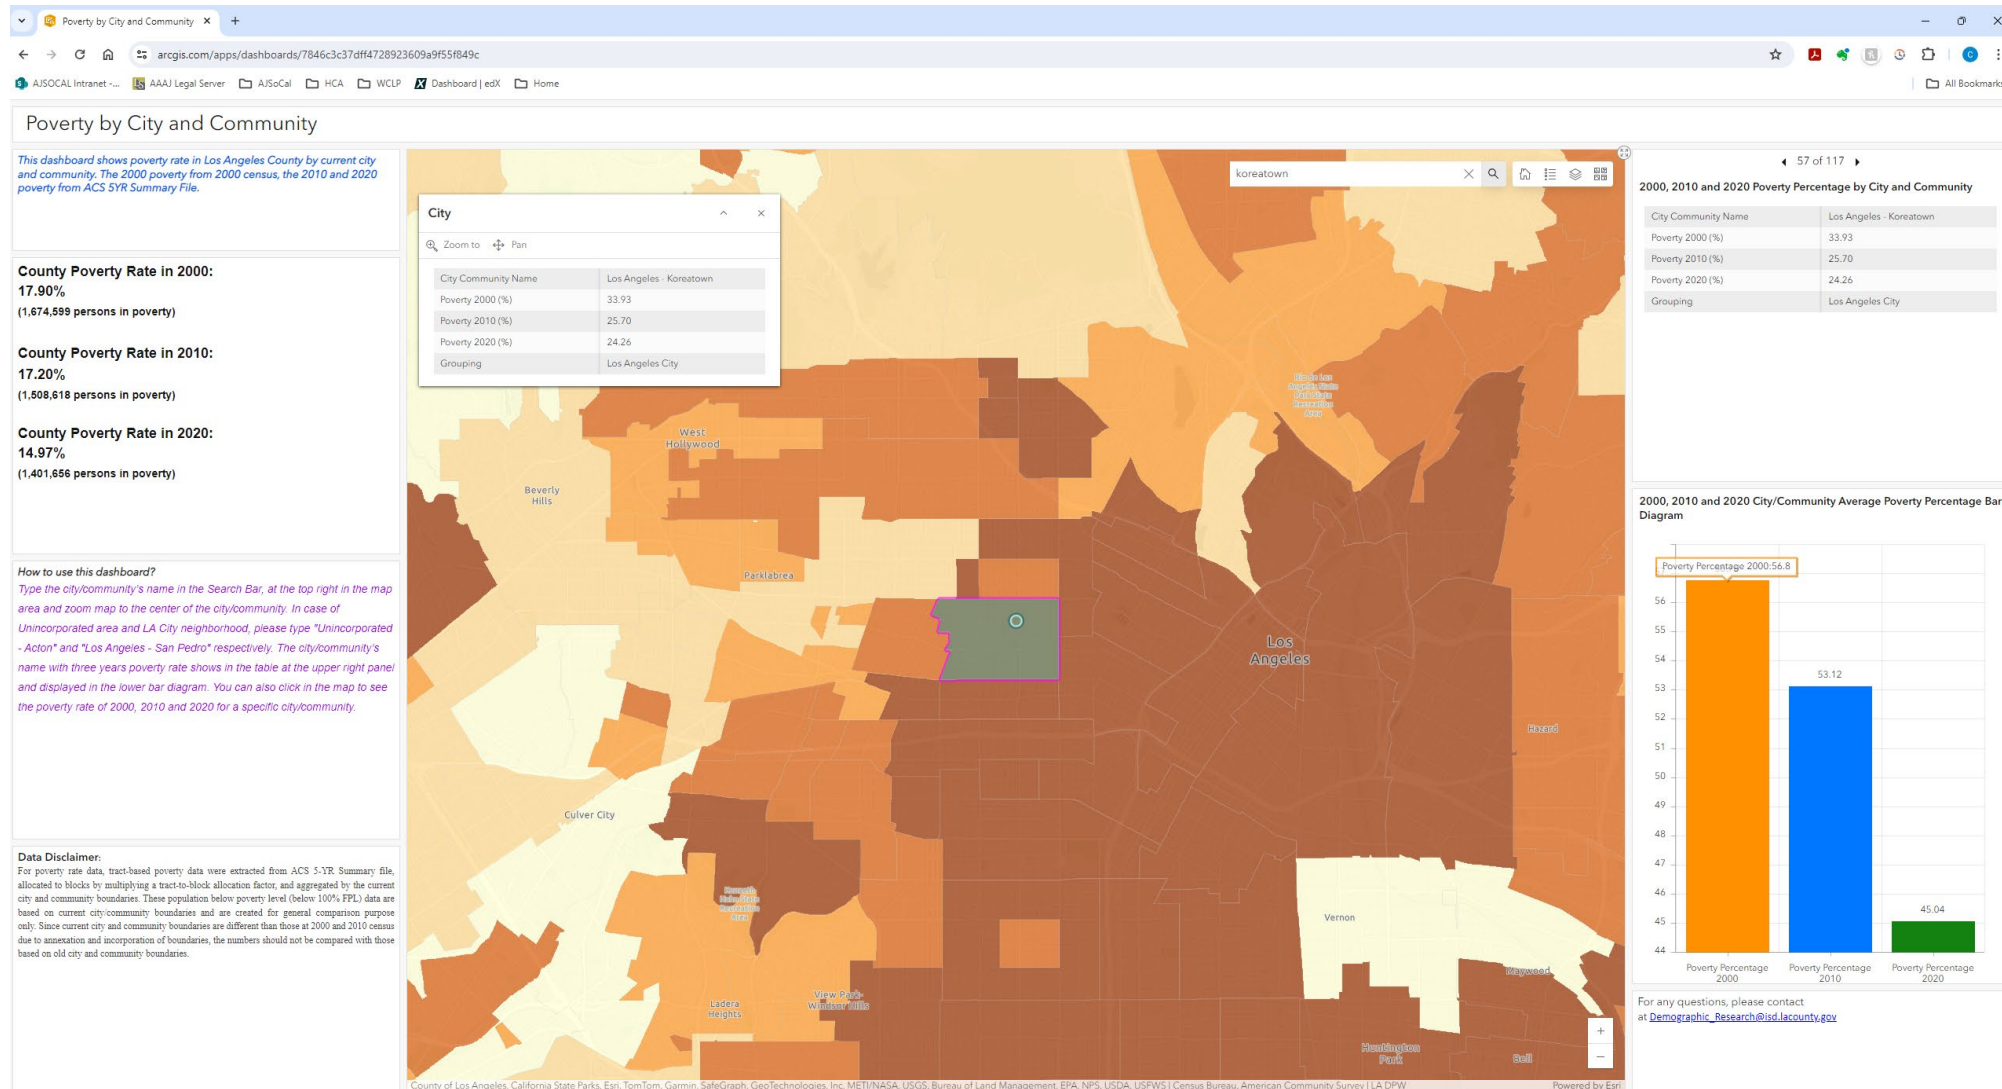 Poverty by City and Community
arcgis.com/apps/dashboards/7846c3c37dff4728923609a9f55f849c
AJSOCAL Intranet -...
AAAJ Legal Server
AJSoCal
HCA
WCLP
Dashboard | edX
Home
All Bookmarks
Poverty by City and Community
This dashboard shows poverty rate in Los Angeles County by current city
and community. The 2000 poverty from 2000 census, the 2010 and 2020
poverty from ACS 5YR Summary File.
County Poverty Rate in 2000:
17.90%
(1,674,599 persons in poverty)
County Poverty Rate in 2010:
17.20%
(1,508,618 persons in poverty)
County Poverty Rate in 2020:
14.97%
(1,401,656 persons in poverty)
How to use this dashboard?
Type the city/community's name in the Search Bar, at the top right in the map
area and zoom map to the center of the city/community. In case of
Unincorporated area and LA City neighborhood, please type "Unincorporated
- Acton" and "Los Angeles - San Pedro" respectively. The city/community's
name with three years poverty rate shows in the table at the upper right panel
and displayed in the lower bar diagram. You can also click in the map to see
the poverty rate of 2000, 2010 and 2020 for a specific city/community.
Data Disclaimer:
For poverty rate data, tract-based poverty data were extracted from ACS 5-YR Summary file,
allocated to blocks by multiplying a tract-to-block allocation factor, and aggregated by the current
city and community boundaries. These population below poverty level (below 100% FPL) data are
based on current city/community boundaries and are created for general comparison purpose
only. Since current city and community boundaries are different than those at 2000 and 2010 census
due to annexation and incorporation of boundaries, the numbers should not be compared with those
based on old city and community boundaries.
City
Zoom to
Pan
City Community Name Los Angeles - Koreatown
Poverty 2000 (%) 33.93
Poverty 2010 (%) 25.70
Poverty 2020 (%) 24.26
Grouping Los Angeles City
koreatown
Rio de Los
Angeles State
Park State
Recreation
Area
West
Hollywood
Beverly
Hills
Parklabrea
Los
Angeles
Hazard
Culver City
Kenneth
Hahn State
Recreation
Area
Vernon
Maywood
View Park-
Windsor Hills
Ladera
Heights
Huntington
Park
Bell
County of Los Angeles, California State Parks, Esri, TomTom, Garmin, SafeGraph, GeoTechnologies, Inc, METI/NASA, USGS, Bureau of Land Management, EPA, NPS, USDA, USFWS | Census Bureau, American Community Survey | LA DPW
Powered by Esri
57 of 117
2000, 2010 and 2020 Poverty Percentage by City and Community
City Community Name Los Angeles - Koreatown
Poverty 2000 (%) 33.93
Poverty 2010 (%) 25.70
Poverty 2020 (%) 24.26
Grouping Los Angeles City
2000, 2010 and 2020 City/Community Average Poverty Percentage Bar
Diagram
Poverty Percentage 2000:56.8
56
55
54
53
52
51
50
49
48
47
46
45
44
53.12
45.04
Poverty Percentage
2000
Poverty Percentage
2010
Poverty Percentage
2020
For any questions, please contact
at Demographic_Research@isd.lacounty.gov